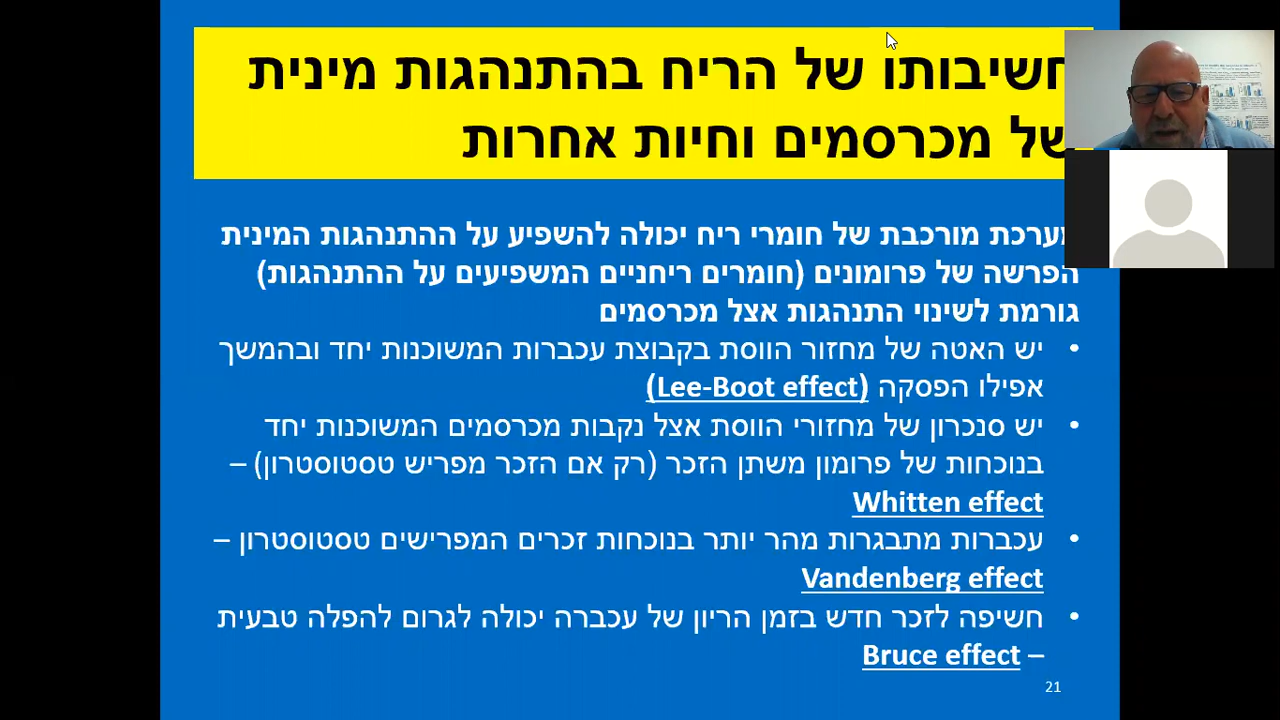 חשיבותו של הריח בהתנהגות מינית
של מכרסמים וחיות אחרות
מערכת מורכבת של חומרי ריח יכולה להשפיע על ההתנהגות המינית
הפרשה של פרומונים (חומרים ריחניים המשפיעים על ההתנהגות)
גורמת לשינוי התנהגות אצל מכרסמים
• יש האטה של מחזור הווסת בקבוצת עכברות המשוכנות יחד ובהמשך
אפילו הפסקה (Lee-Boot effect)
• יש סנכרון של מחזורי הווסת אצל נקבות מכרסמים המשוכנות יחד
בנוכחות של פרומון משתן הזכר (רק אם הזכר מפריש טסטוסטרון) –
Whitten effect
• עכברות מתבגרות מהר יותר בנוכחות זכרים המפרישים טסטוסטרון –
Vandenberg effect
• חשיפה לזכר חדש בזמן הריון של עכברה יכולה לגרום להפלה טבעית
– Bruce effect
21